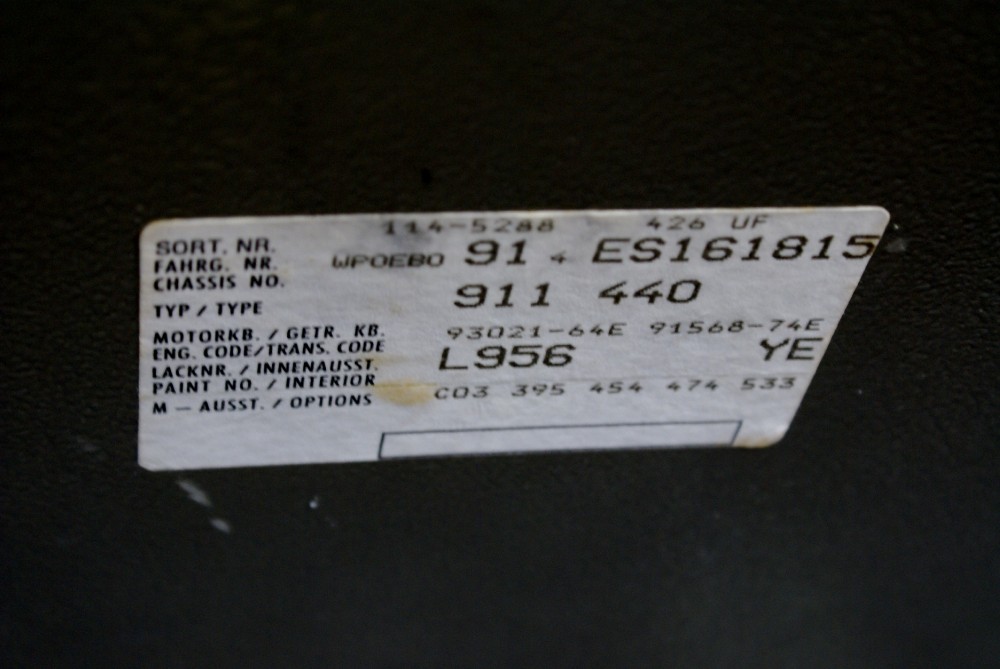 114-5288 426 UF
SORT. NR.
FAHRG. NR. WPOEBO 91 4 ES161815
CHASSIS NO.
TYP / TYPE 911 440
MOTORKB. / GETR. KB. 93021-64E 91568-74E
ENG. CODE/TRANS. CODE
LACKNR. / INNENAUSST. L956 YE
PAINT NO. / INTERIOR
M — AUSST. / OPTIONS C03 395 454 474 533